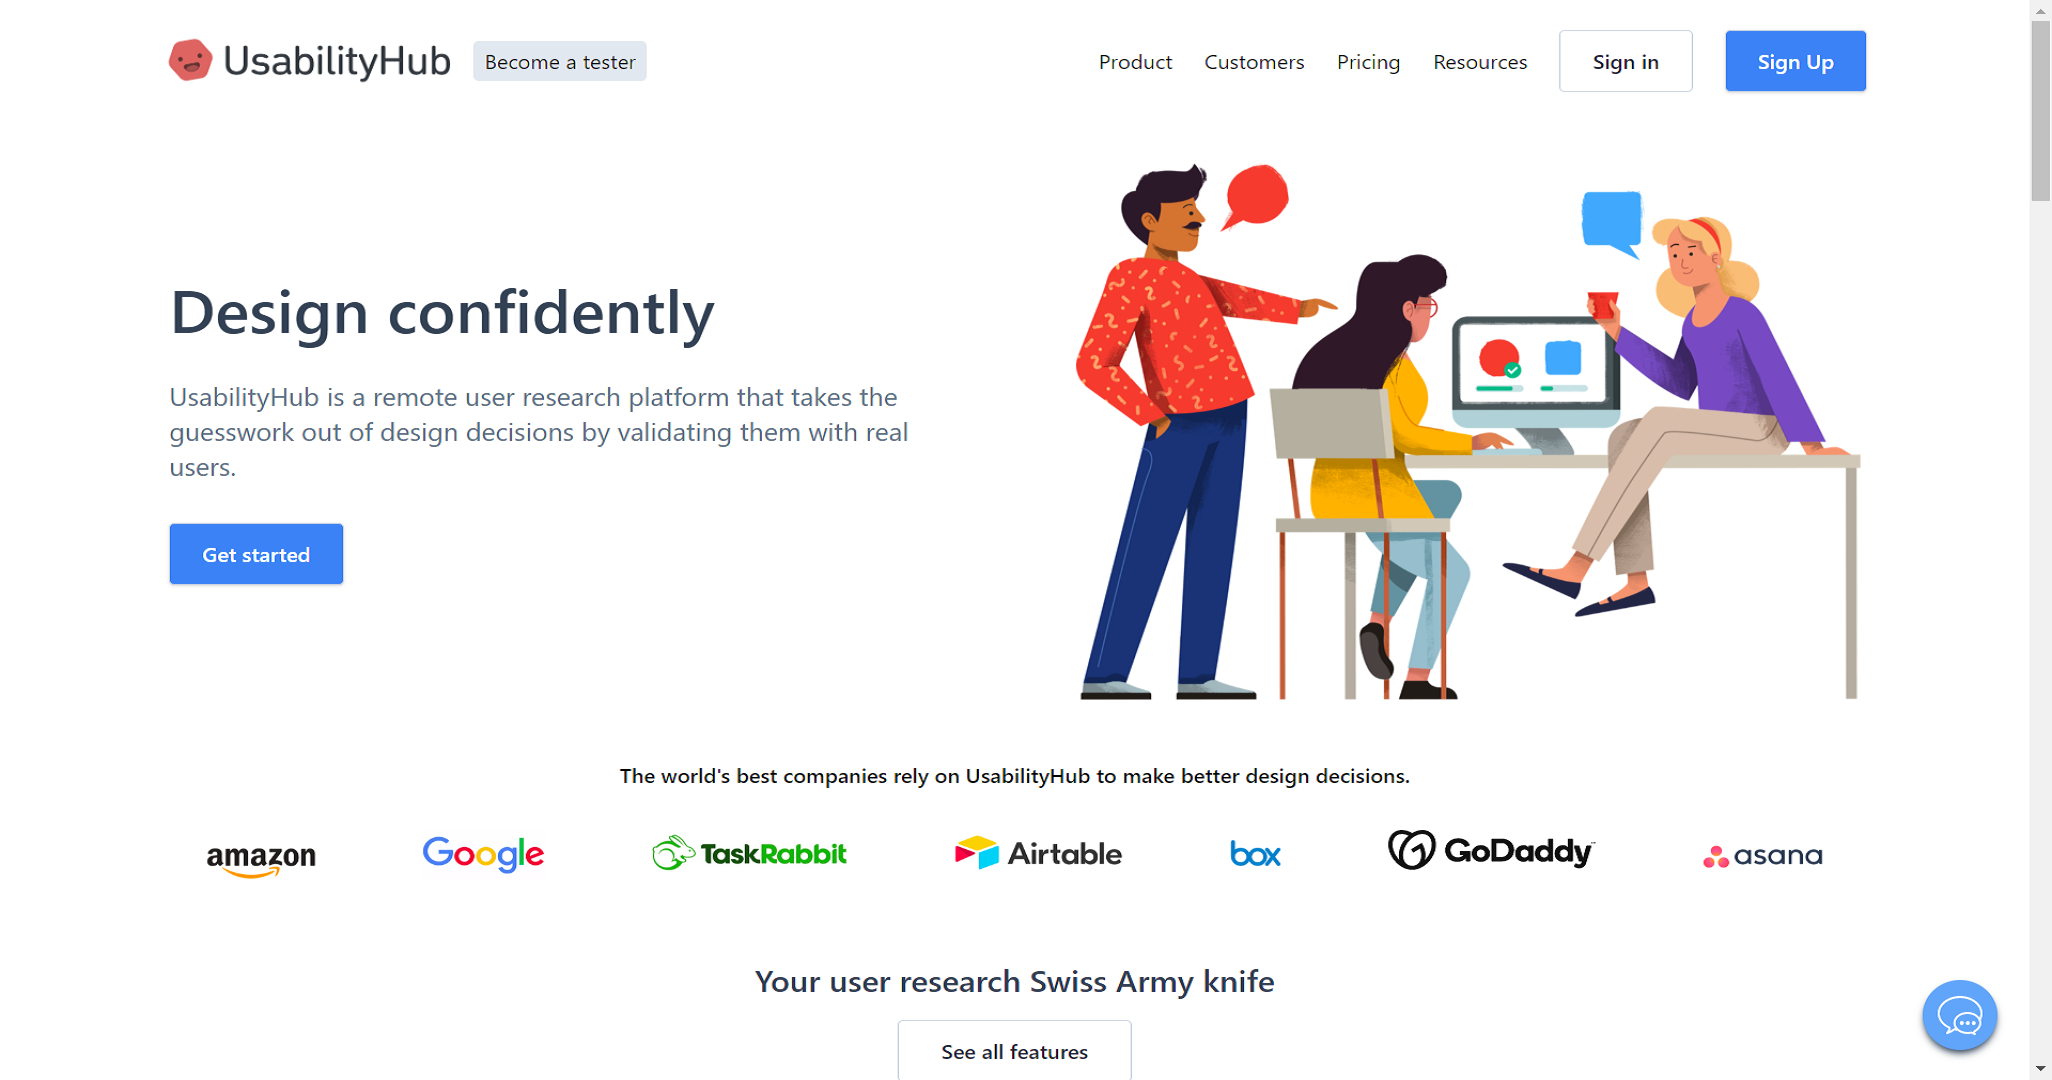 UsabilityHub
Become a tester
Product
Customers
Pricing
Resources
Sign in
Sign Up
Design confidently
UsabilityHub is a remote user research platform that takes the
guesswork out of design decisions by validating them with real
users.
Get started
The world's best companies rely on UsabilityHub to make better design decisions.
amazon
Google
TaskRabbit
Airtable
box
GoDaddy
asana
Your user research Swiss Army knife
See all features